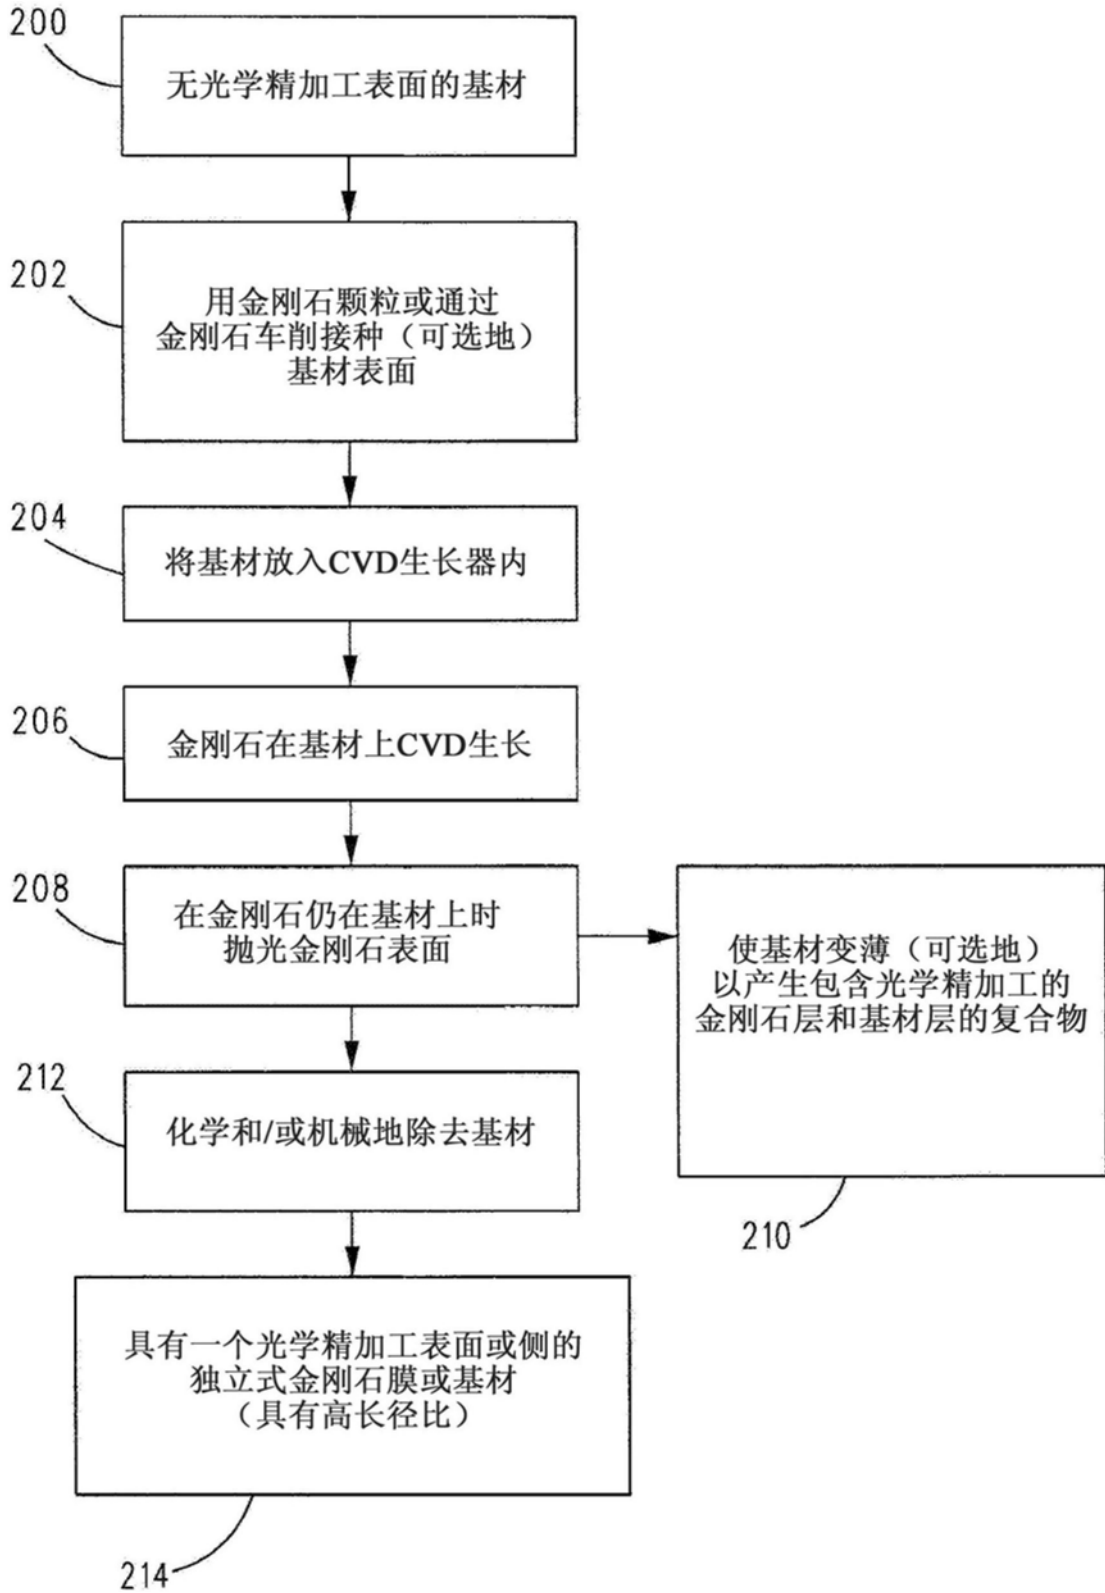 200
无光学精加工表面的基材
202
用金刚石颗粒或通过
金刚石车削接种（可选地）
基材表面
204
将基材放入CVD生长器内
206
金刚石在基材上CVD生长
208
在金刚石仍在基材上时
抛光金刚石表面
使基材变薄（可选地）
以产生包含光学精加工的
金刚石层和基材层的复合物
210
212
化学和/或机械地除去基材
具有一个光学精加工表面或侧的
独立式金刚石膜或基材
（具有高长径比）
214